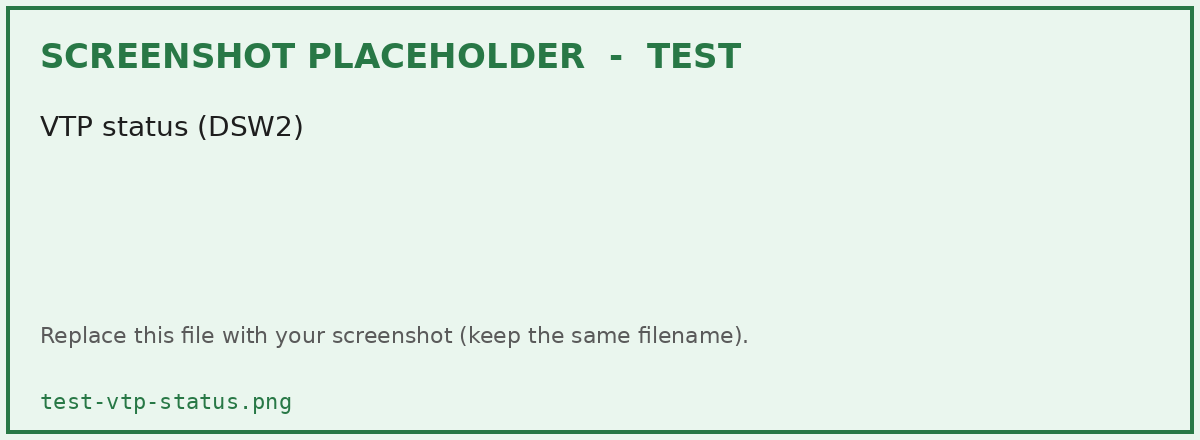 SCREENSHOT PLACEHOLDER - TEST
VTP status (DSW2)
Replace this file with your screenshot (keep the same filename).
test-vtp-status.png